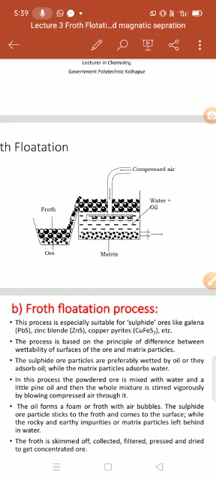 5:39
Lecture 3 Froth Flotati...d magnatic sepration
Lecturer in Chemistry,
Government Polytechnic Kolhapur
th Floatation
Compressed air
Water +
Oil
Froth
Ore
Matrix
b) Froth floatation process:
• This process is especially suitable for 'sulphide' ores like galena
(PbS), zinc blende (ZnS), copper pyrites (CuFeS₂), etc.
• The process is based on the principle of difference between
wettability of surfaces of the ore and matrix particles.
• The sulphide ore particles are preferably wetted by oil or they
adsorb oil; while the matrix particles adsorbs water.
• In this process the powdered ore is mixed with water and a
little pine oil and then the whole mixture is stirred vigorously
by blowing compressed air through it.
• The oil forms a foam or froth with air bubbles. The sulphide
ore particle sticks to the froth and comes to the surface; while
the rocky and earthy impurities or matrix particles left behind
in water.
• The froth is skimmed off, collected, filtered, pressed and dried
to get concentrated ore.